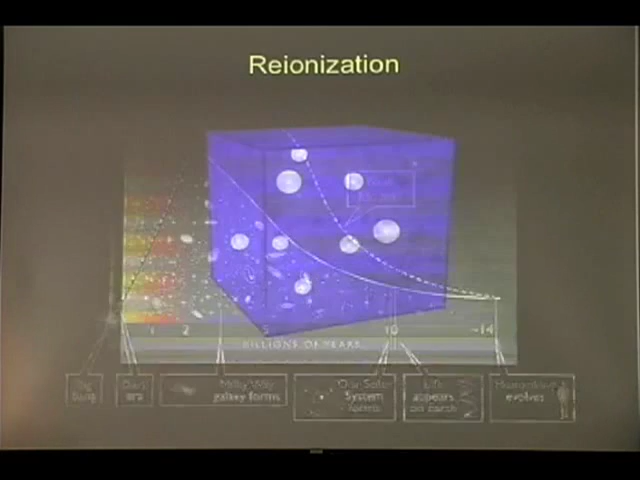 Reionization
1 2 5 10 ~14
BILLIONS OF YEARS
Big Bang
Dark era
Milky Way
galaxy forms
Our Solar
System
forms
Life
appears
on Earth
Humankind
evolves